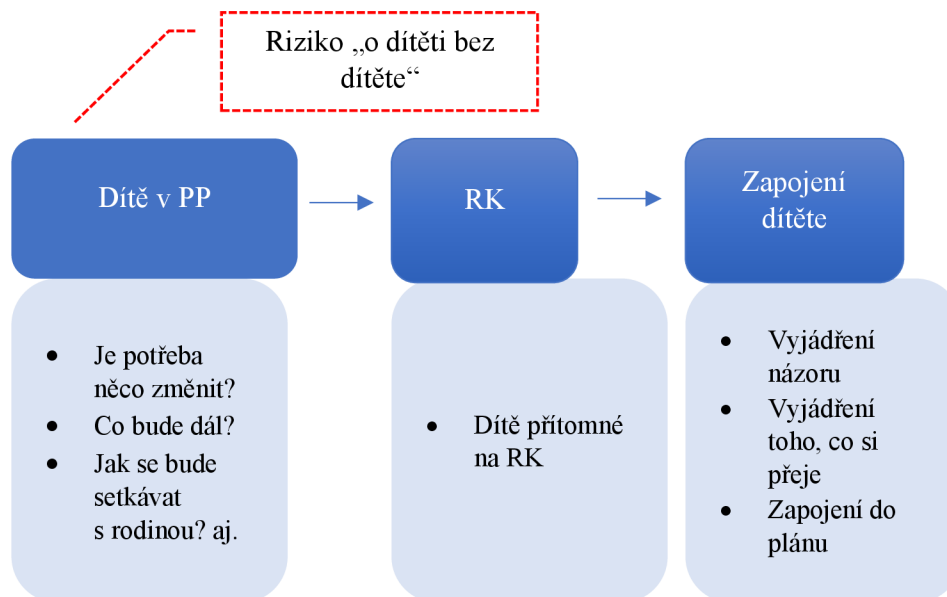 Riziko „o dítěti bez
dítěte“
Dítě v PP
RK
Zapojení
dítěte
• Je potřeba
něco změnit?
• Co bude dál?
• Jak se bude
setkávat
s rodinou? aj.
• Dítě přítomné
na RK
• Vyjádření
názoru
• Vyjádření
toho, co si
přeje
• Zapojení do
plánu